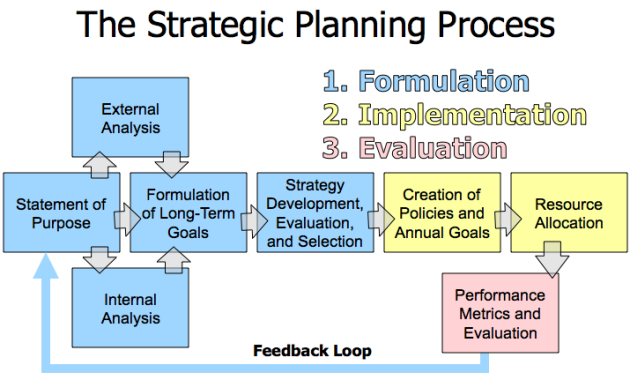 The Strategic Planning Process
1. Formulation
2. Implementation
3. Evaluation
External
Analysis
Statement of
Purpose
Formulation
of Long-Term
Goals
Strategy
Development,
Evaluation,
and Selection
Creation of
Policies and
Annual Goals
Resource
Allocation
Internal
Analysis
Performance
Metrics and
Evaluation
Feedback Loop